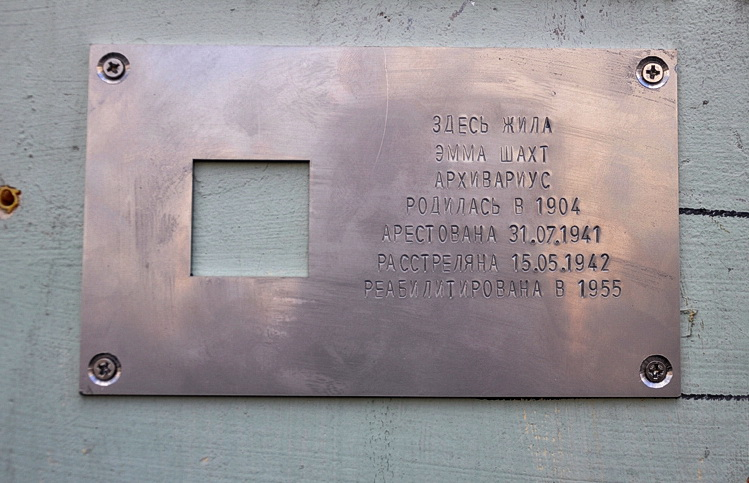 ЗДЕСЬ ЖИЛА
ЭММА ШАХТ
АРХИВАРИУС
РОДИЛАСЬ В 1904
АРЕСТОВАНА 31.07.1941
РАССТРЕЛЯНА 15.05.1942
РЕАБИЛИТИРОВАНА В 1955